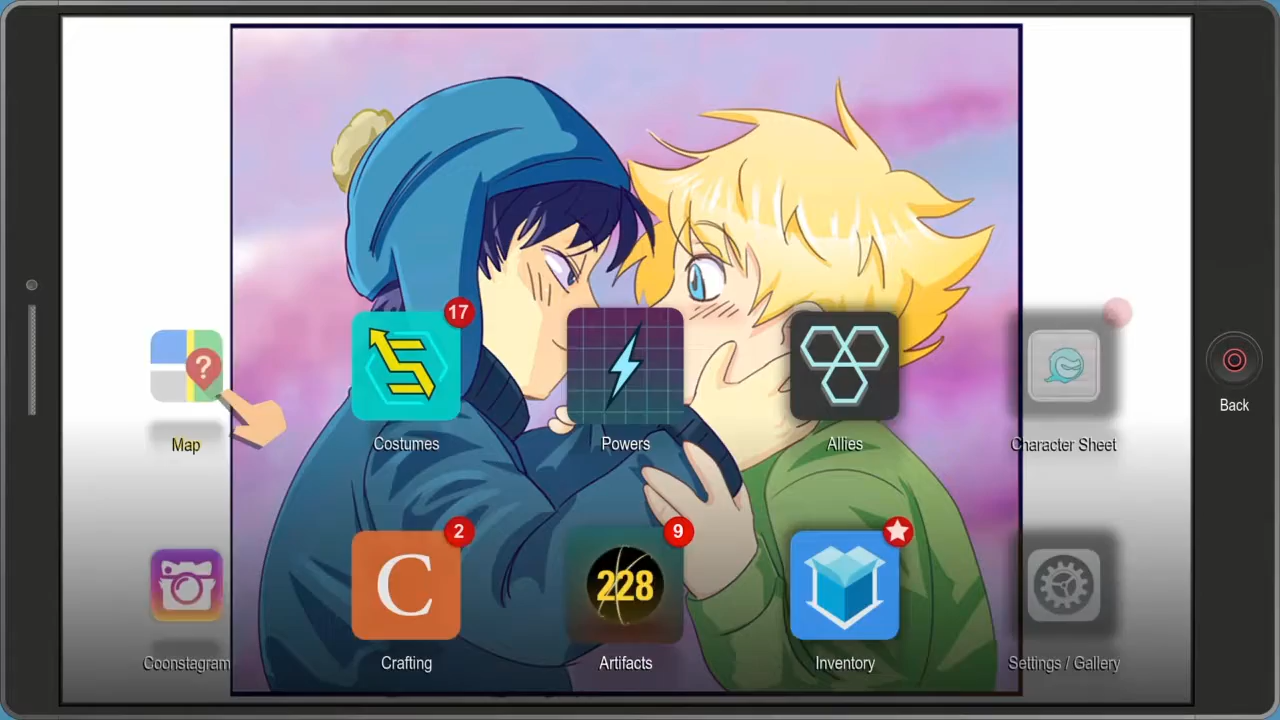 17
?
Map
Costumes
Powers
Allies
Character Sheet
Back
2
9
C
228
Coonstagram
Crafting
Artifacts
Inventory
Settings / Gallery